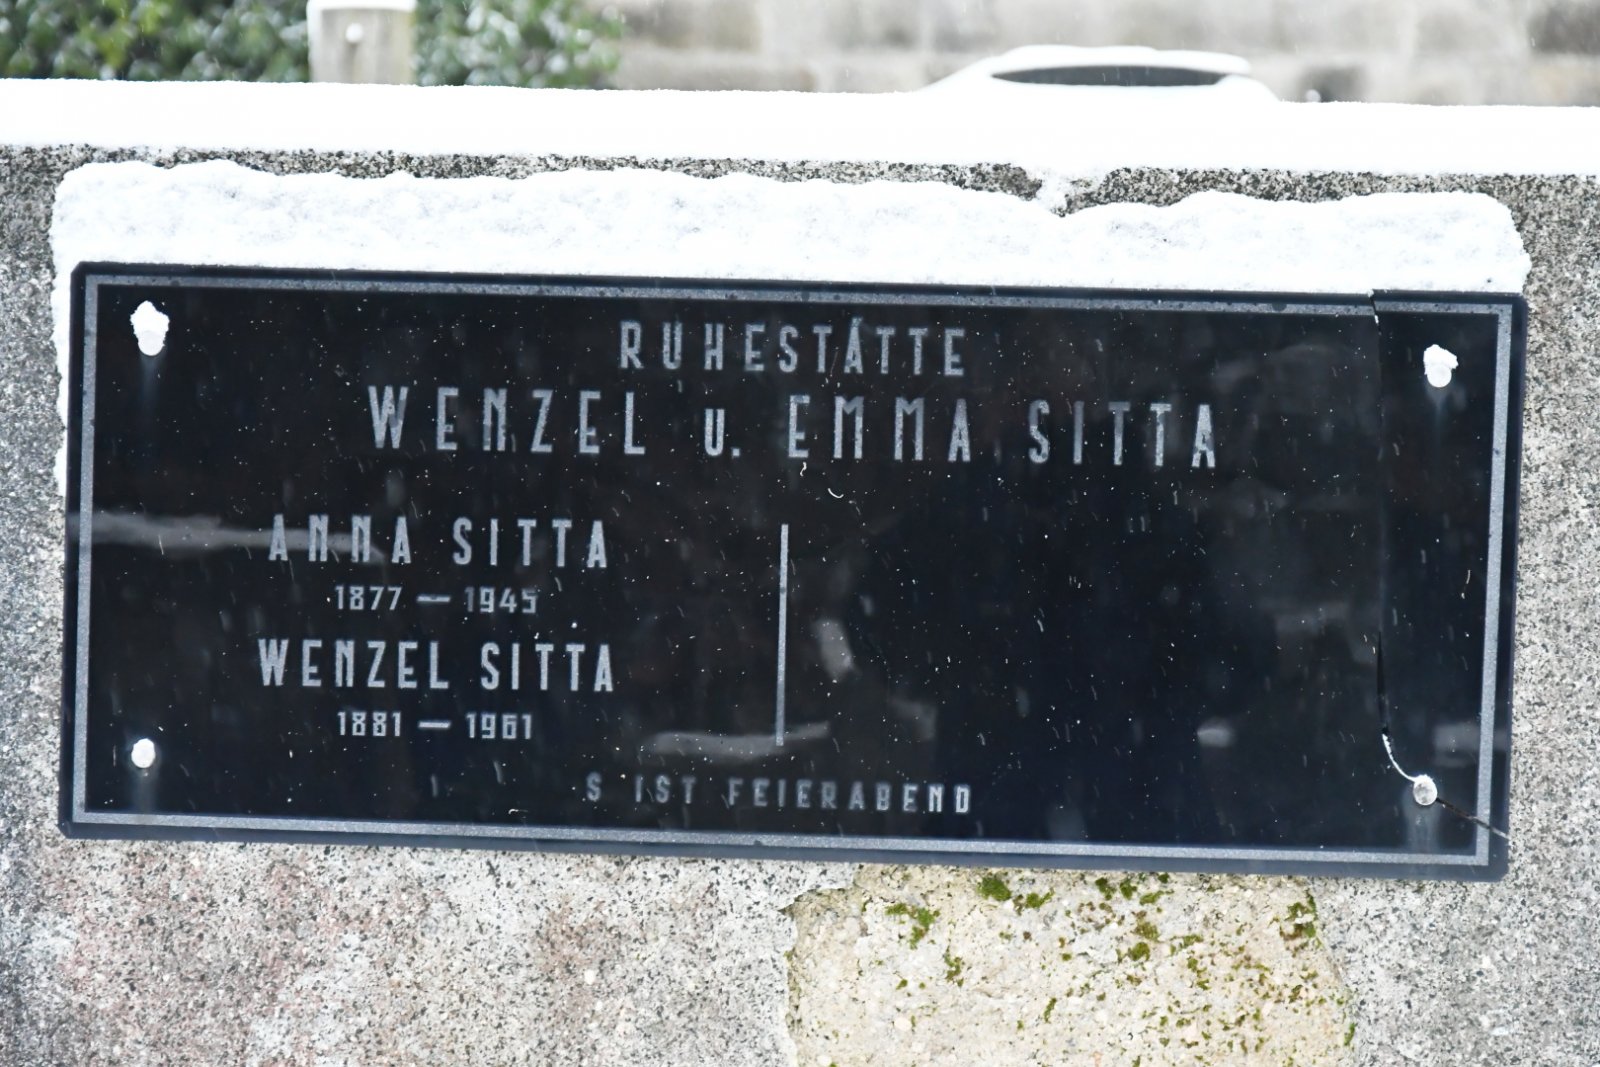 RUHESTÄTTE
WENZEL u. EMMA SITTA
ANNA SITTA
1877 — 1945
WENZEL SITTA
1881 — 1961
S IST FEIERABEND